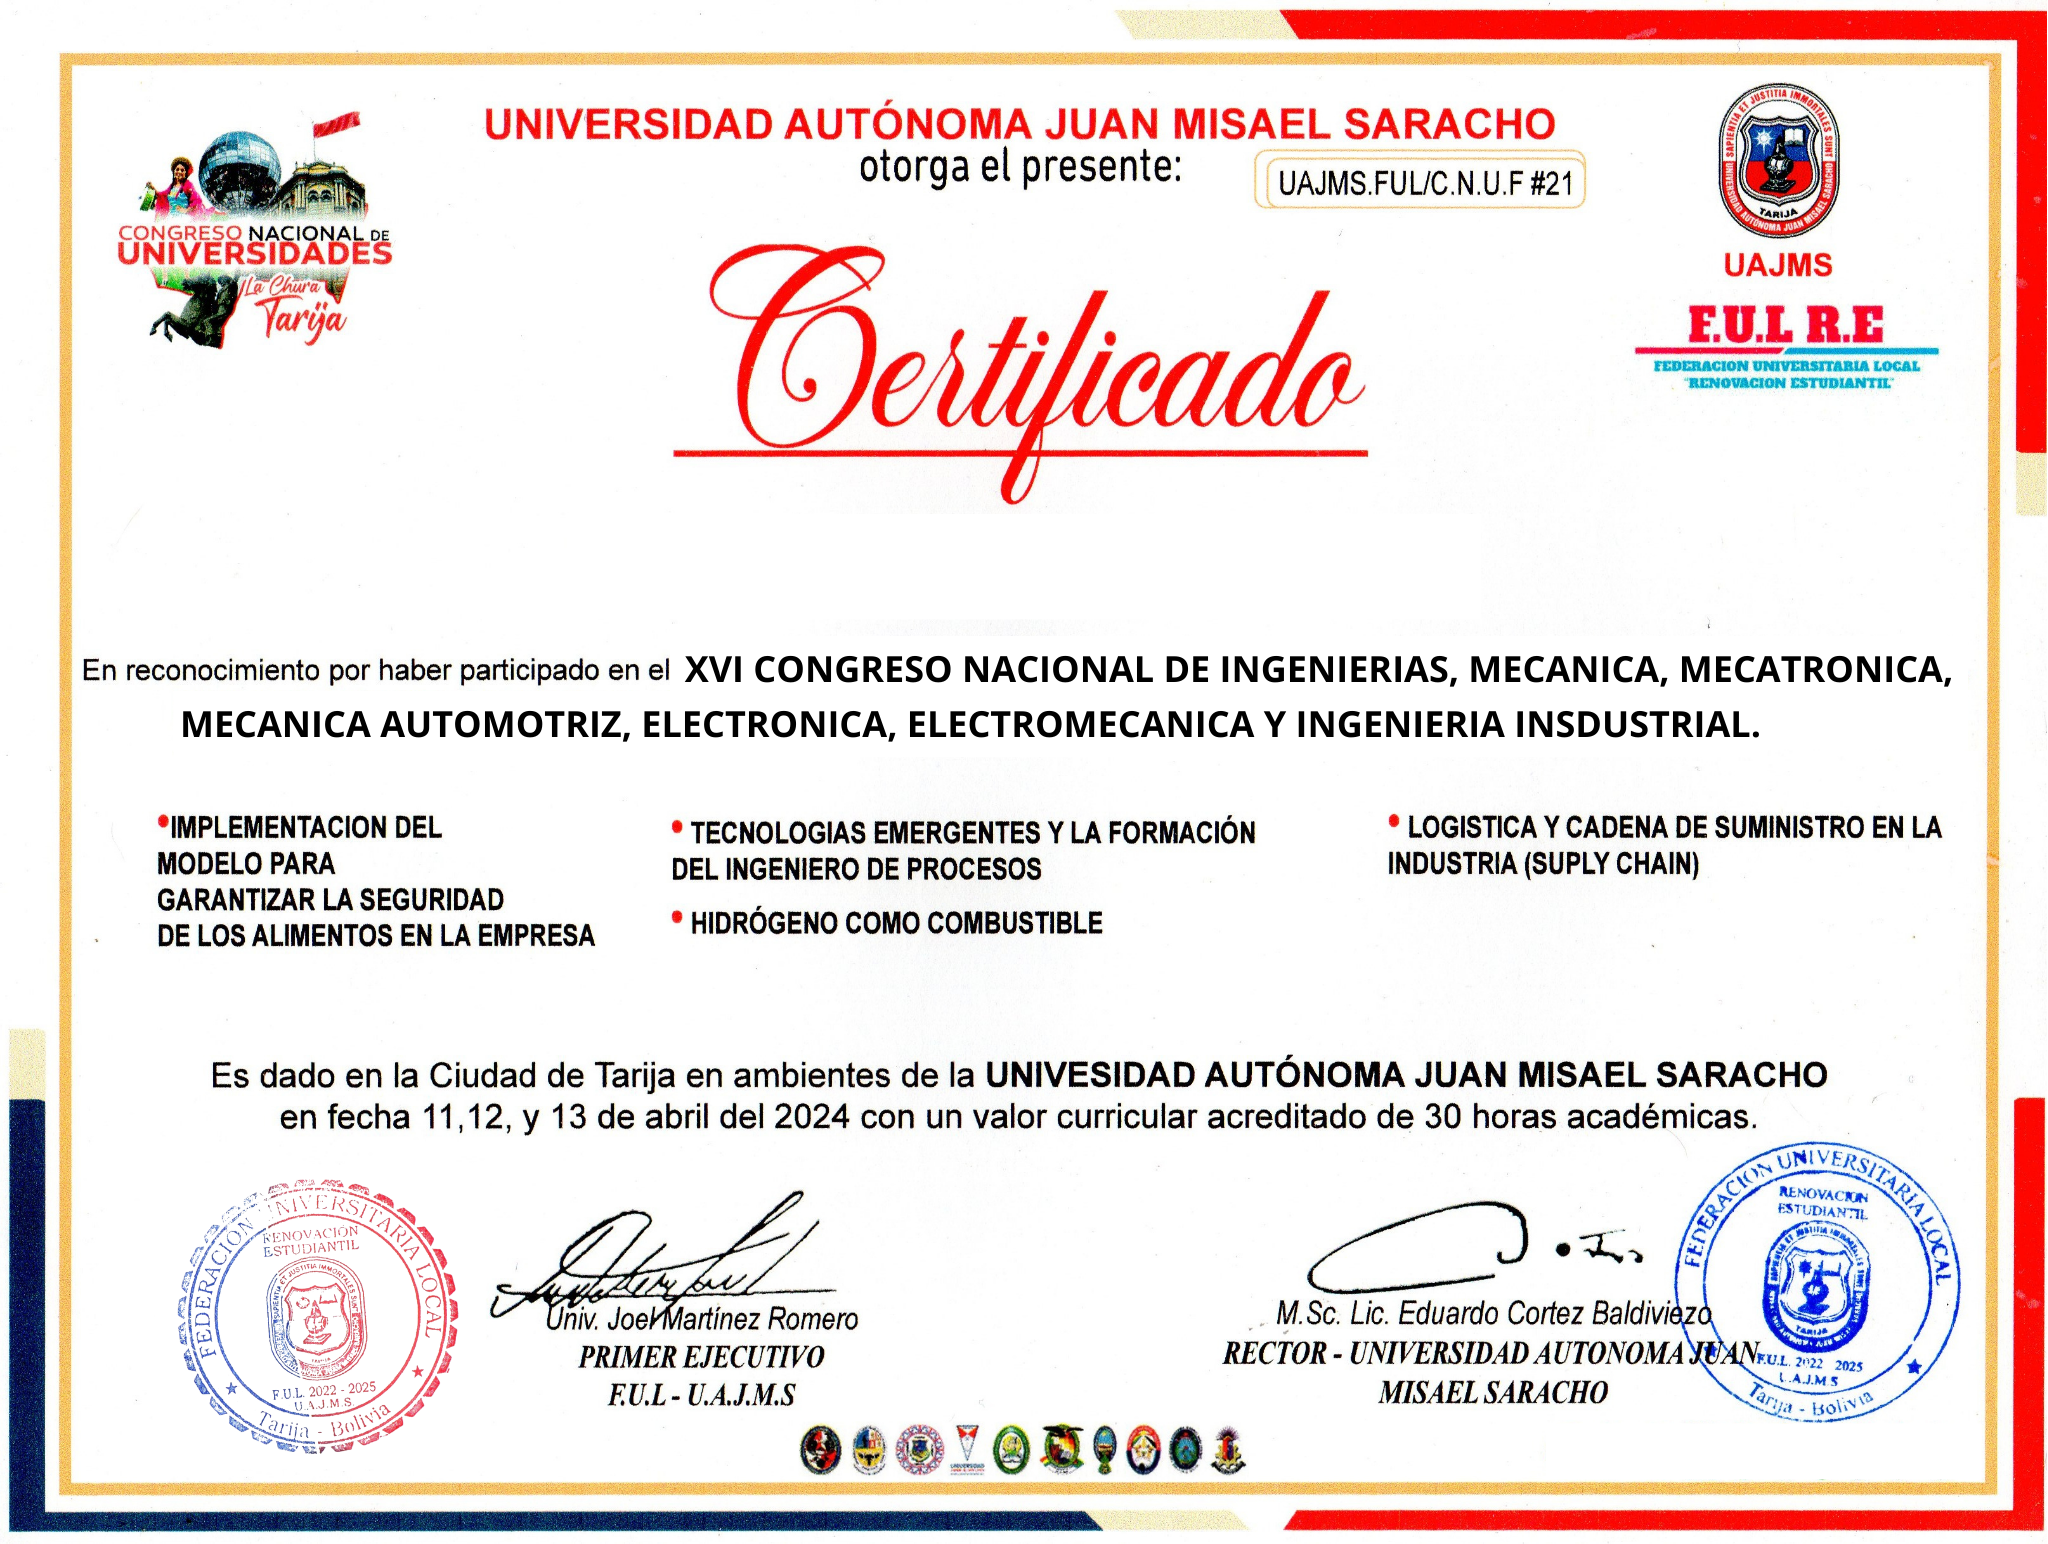 UNIVERSIDAD AUTÓNOMA JUAN MISAEL SARACHO
otorga el presente:
UAJMS.FUL/C.N.U.F #21
CONGRESO NACIONAL DE
UNIVERSIDADES
La Chura
Tarija
SAPIENTIA ET JUSTITIA IMMORTALES SUNT
UNIVERSIDAD AUTÓNOMA JUAN MISAEL SARACHO
TARIJA
UAJMS
F.U.L R.E
FEDERACION UNIVERSITARIA LOCAL
"RENOVACION ESTUDIANTIL"
Certificado
En reconocimiento por haber participado en el XVI CONGRESO NACIONAL DE INGENIERIAS, MECANICA, MECATRONICA,
MECANICA AUTOMOTRIZ, ELECTRONICA, ELECTROMECANICA Y INGENIERIA INSDUSTRIAL.
•IMPLEMENTACION DEL
MODELO PARA
GARANTIZAR LA SEGURIDAD
DE LOS ALIMENTOS EN LA EMPRESA
• TECNOLOGIAS EMERGENTES Y LA FORMACIÓN
DEL INGENIERO DE PROCESOS
• HIDRÓGENO COMO COMBUSTIBLE
• LOGISTICA Y CADENA DE SUMINISTRO EN LA
INDUSTRIA (SUPLY CHAIN)
Es dado en la Ciudad de Tarija en ambientes de la UNIVESIDAD AUTÓNOMA JUAN MISAEL SARACHO
en fecha 11,12, y 13 de abril del 2024 con un valor curricular acreditado de 30 horas académicas.
FEDERACIÓN UNIVERSITARIA LOCAL
RENOVACIÓN
ESTUDIANTIL
F.U.L. 2022 - 2025
U.A.J.M.S.
Tarija - Bolivia
Univ. Joel Martínez Romero
PRIMER EJECUTIVO
F.U.L - U.A.J.M.S
M.Sc. Lic. Eduardo Cortez Baldiviezo
RECTOR - UNIVERSIDAD AUTONOMA JUAN
MISAEL SARACHO
FEDERACION UNIVERSITARIA LOCAL
RENOVACION
ESTUDIANTIL
TARIJA
F.U.L. 2022 2025
U.A.J.M.S
Tarija - Bolivia